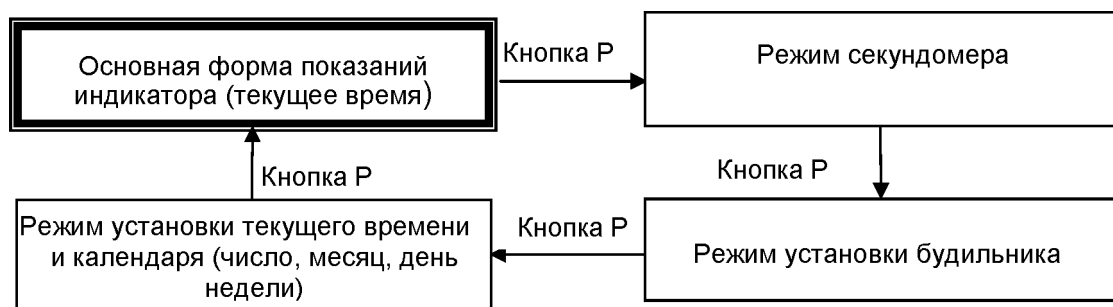 Основная форма показаний
индикатора (текущее время)
Кнопка Р
Режим секундомера
Кнопка Р
Режим установки будильника
Кнопка Р
Режим установки текущего времени
и календаря (число, месяц, день
недели)
Кнопка Р